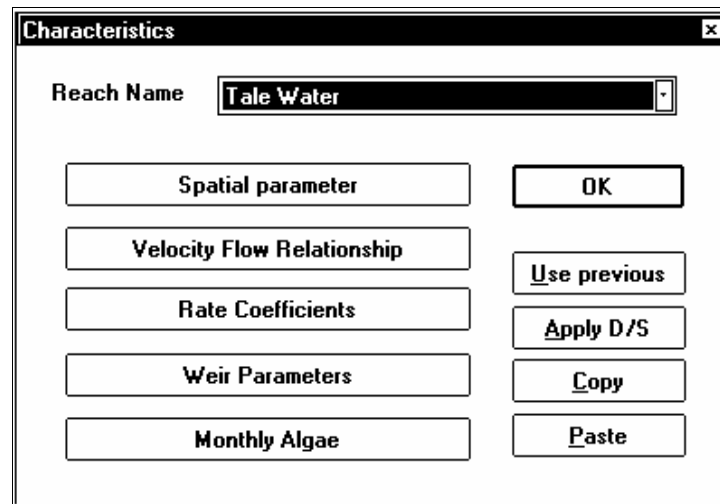 Characteristics
Reach Name
Tale Water
Spatial parameter
OK
Velocity Flow Relationship
Use previous
Rate Coefficients
Apply D/S
Weir Parameters
Copy
Monthly Algae
Paste